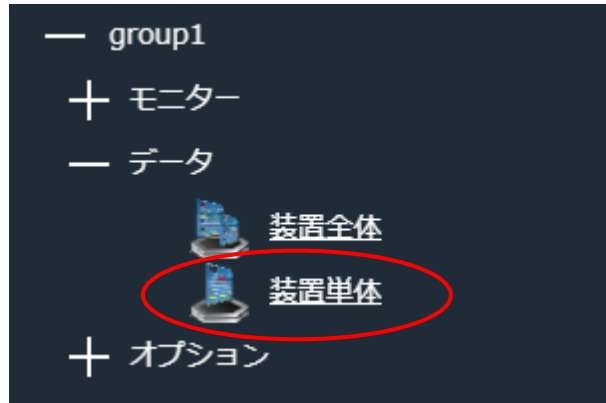 group1
モニター
データ
装置全体
装置単体
オプション